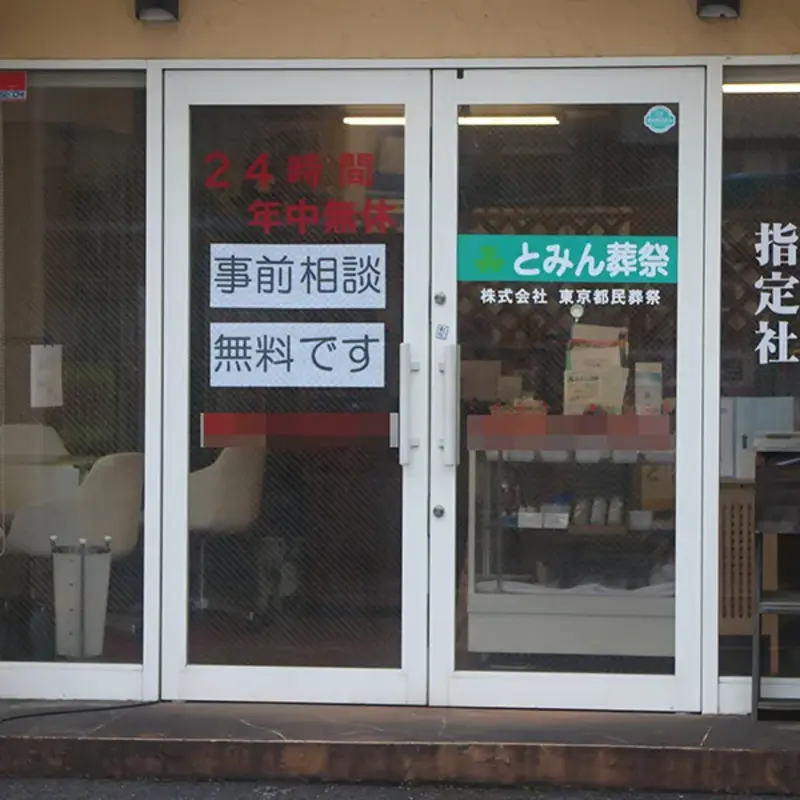 24時間
年中無休
事前相談
無料です
とみん葬祭
株式会社 東京都民葬祭
指定社